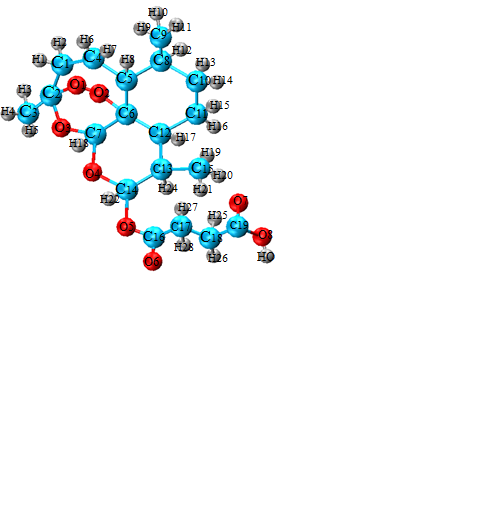 H10
H9 C9 H11
H2 H6 H7 H12
H1 C1 C4 H8 C8 H13
H3 C2 O1 O2 C5 C10 H14
H4 C3 C6 C11 H15
H5 O3 C7 C12 H16
H18 H17
O4 C13 C15 H19
H20
C14 H24 H21
H22 H27 O7
O5 C17 H25 C19
C16 H28 C18 O8
O6 H26 HO